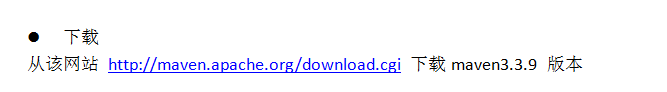 ● 下载
从该网站 http://maven.apache.org/download.cgi 下载 maven3.3.9 版本